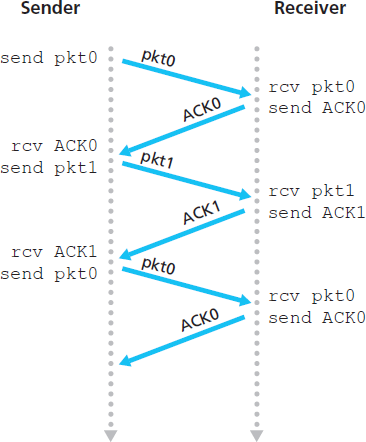 Sender
Receiver
send pkt0
pkt0
rcv pkt0
send ACK0
ACK0
rcv ACK0
send pkt1
pkt1
rcv pkt1
send ACK1
ACK1
rcv ACK1
send pkt0
pkt0
rcv pkt0
send ACK0
ACK0